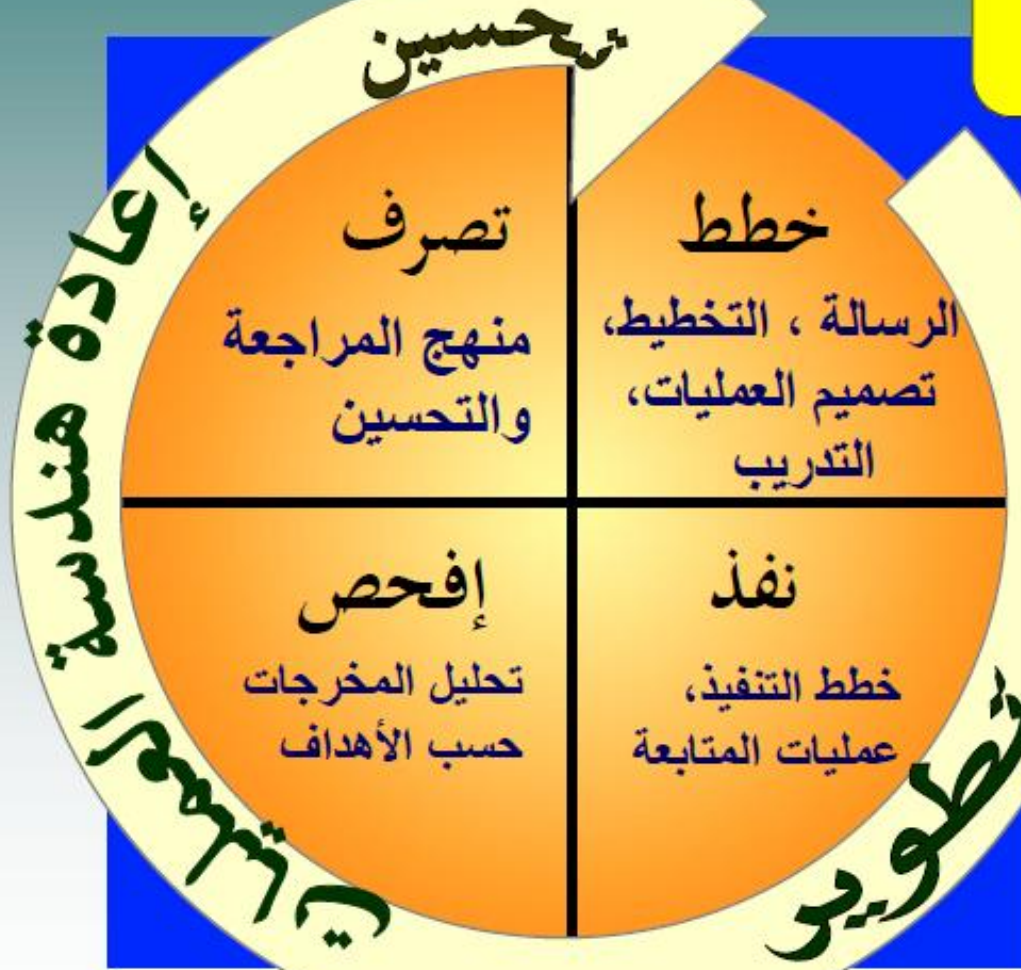 تحسين
إعادة هندسة العمليات
تطوير
خطط
الرسالة ، التخطيط،
تصميم العمليات،
التدريب
تصرف
منهج المراجعة
والتحسين
نفذ
خطط التنفيذ،
عمليات المتابعة
إفحص
تحليل المخرجات
حسب الأهداف